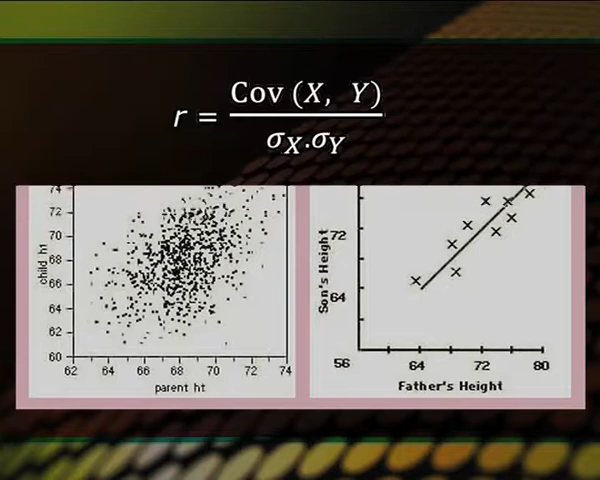 r = Cov (X, Y)
σX.σY
74
72
70
68
66
64
62
60
child ht
62 64 66 68 70 72 74
parent ht
72
64
56
Son's Height
64 72 80
Father's Height